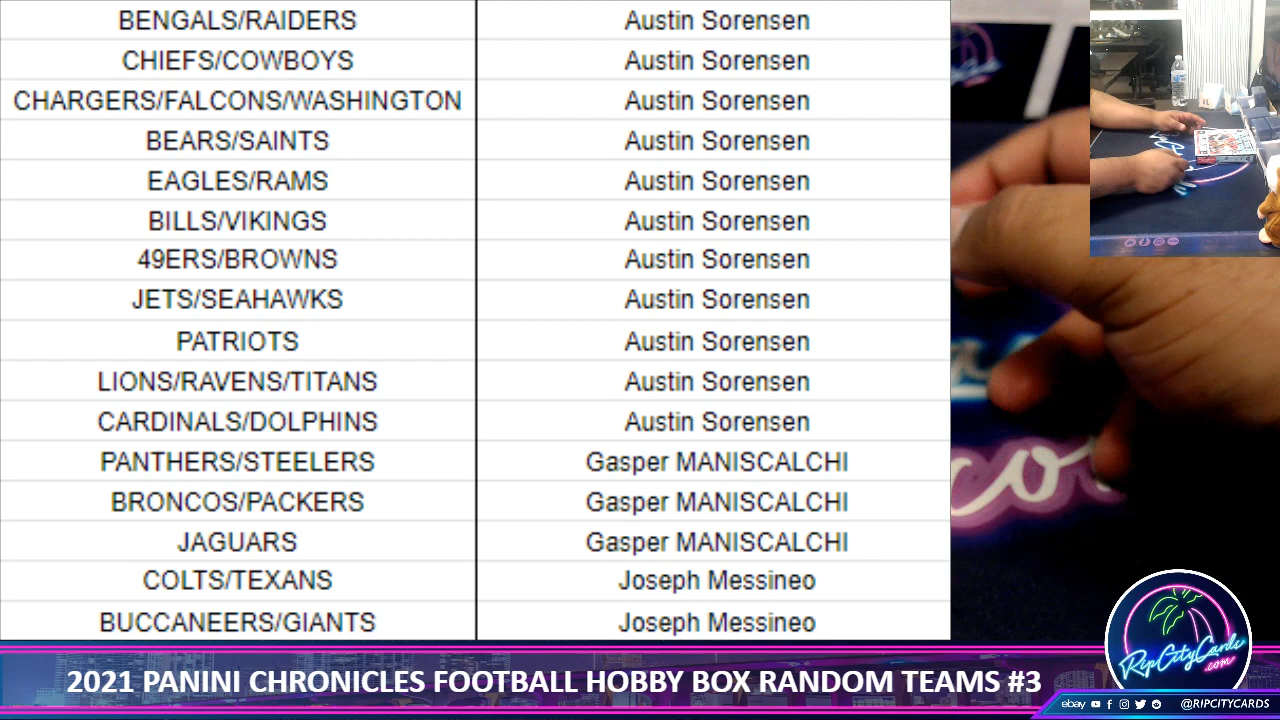 BENGALS/RAIDERS Austin Sorensen
CHIEFS/COWBOYS Austin Sorensen
CHARGERS/FALCONS/WASHINGTON Austin Sorensen
BEARS/SAINTS Austin Sorensen
EAGLES/RAMS Austin Sorensen
BILLS/VIKINGS Austin Sorensen
49ERS/BROWNS Austin Sorensen
JETS/SEAHAWKS Austin Sorensen
PATRIOTS Austin Sorensen
LIONS/RAVENS/TITANS Austin Sorensen
CARDINALS/DOLPHINS Austin Sorensen
PANTHERS/STEELERS Gasper MANISCALCHI
BRONCOS/PACKERS Gasper MANISCALCHI
JAGUARS Gasper MANISCALCHI
COLTS/TEXANS Joseph Messineo
BUCCANEERS/GIANTS Joseph Messineo
2021 PANINI CHRONICLES FOOTBALL HOBBY BOX RANDOM TEAMS #3
RipCityCards
.com
ebay @RIPCITYCARDS